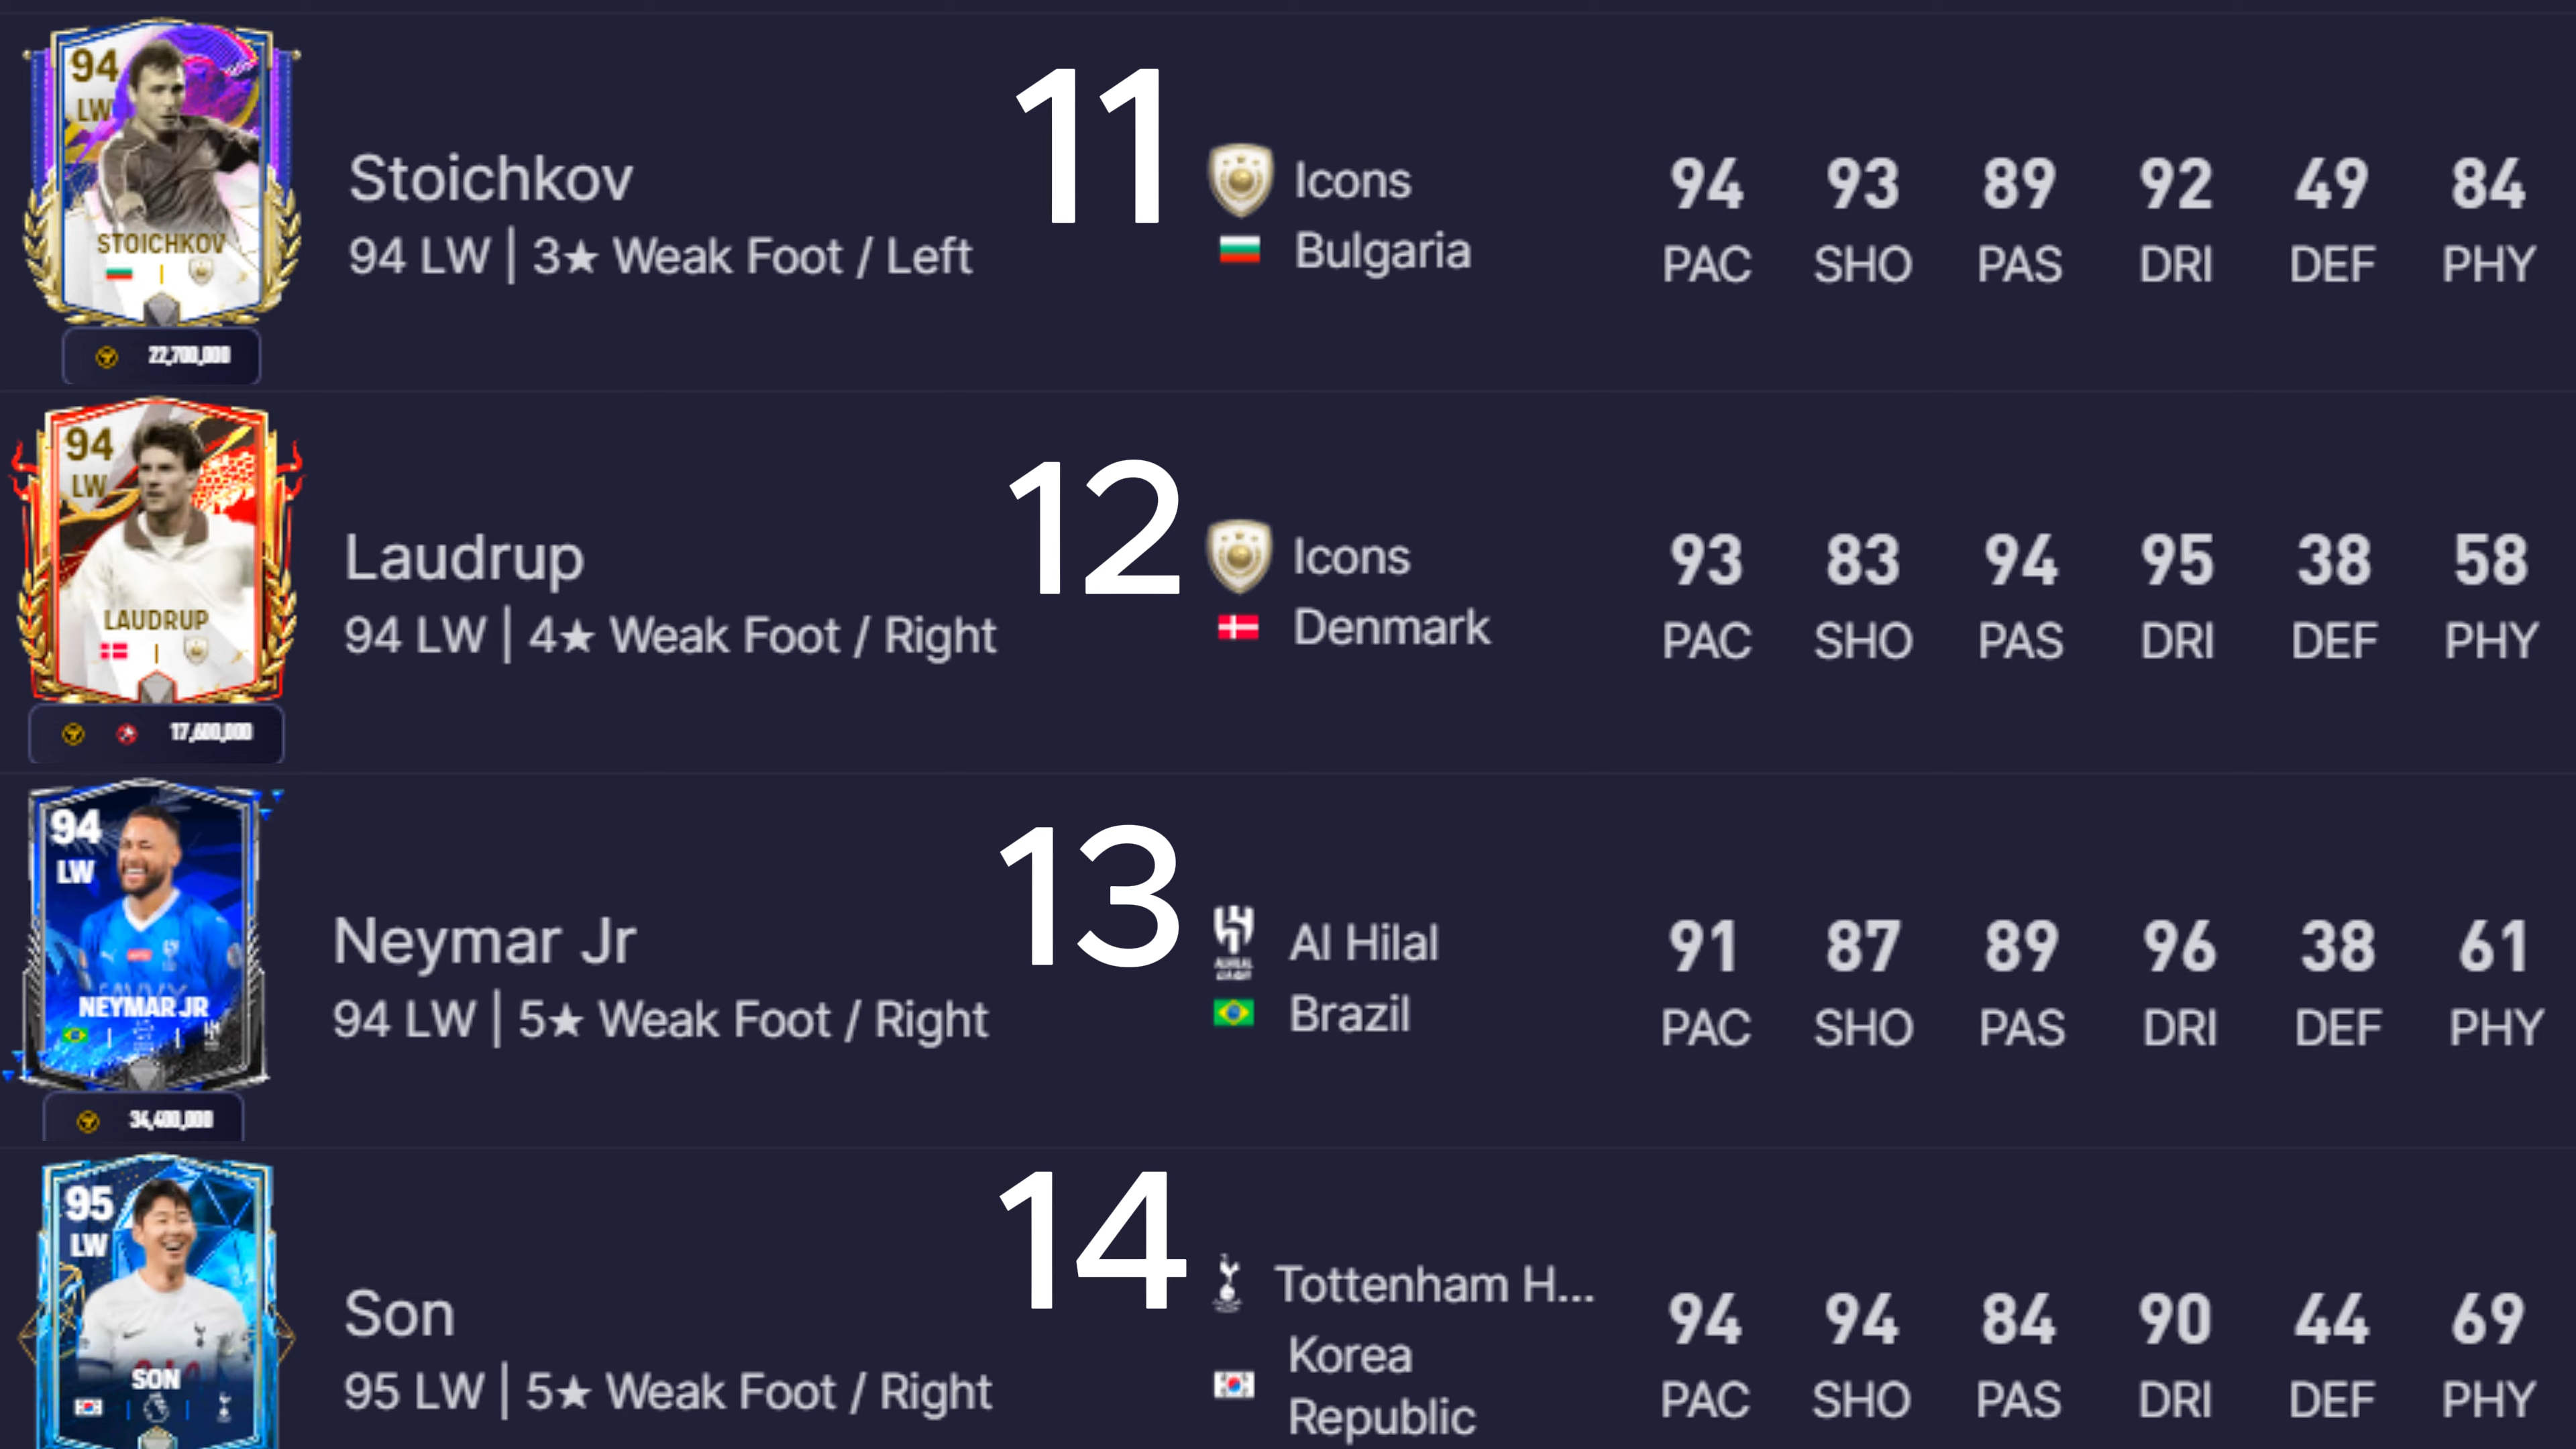 94
LW
STOICHKOV
22,700,000
Stoichkov
94 LW | 3★ Weak Foot / Left
11
Icons
Bulgaria
94 93 89 92 49 84
PAC SHO PAS DRI DEF PHY
94
LW
LAUDRUP
17,600,000
Laudrup
94 LW | 4★ Weak Foot / Right
12
Icons
Denmark
93 83 94 95 38 58
PAC SHO PAS DRI DEF PHY
94
LW
NEYMAR JR
34,400,000
Neymar Jr
94 LW | 5★ Weak Foot / Right
13
Al Hilal
Brazil
91 87 89 96 38 61
PAC SHO PAS DRI DEF PHY
95
LW
SON
Son
95 LW | 5★ Weak Foot / Right
14
Tottenham H...
Korea
Republic
94 94 84 90 44 69
PAC SHO PAS DRI DEF PHY